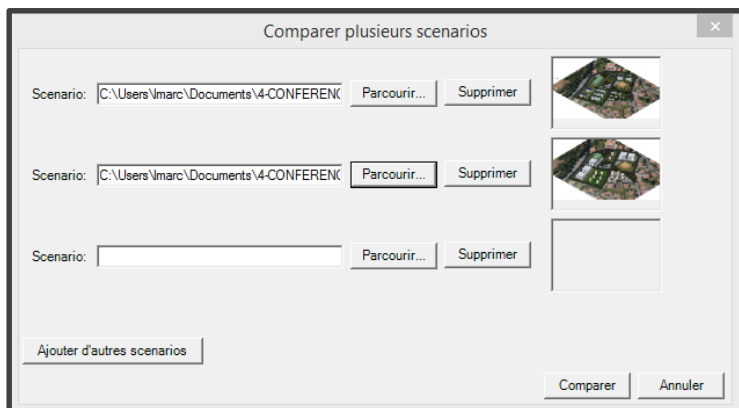 Comparer plusieurs scenarios
Scenario: C:\Users\lmarc\Documents\4-CONFERENC Parcourir... Supprimer
Scenario: C:\Users\lmarc\Documents\4-CONFERENC Parcourir... Supprimer
Scenario: Parcourir... Supprimer
Ajouter d'autres scenarios
Comparer Annuler